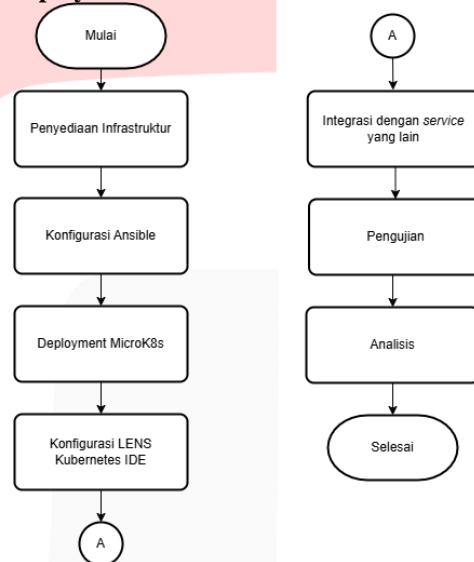 Mulai
Penyediaan Infrastruktur
Konfigurasi Ansible
Deployment MicroK8s
Konfigurasi LENS
Kubernetes IDE
A
A
Integrasi dengan service
yang lain
Pengujian
Analisis
Selesai